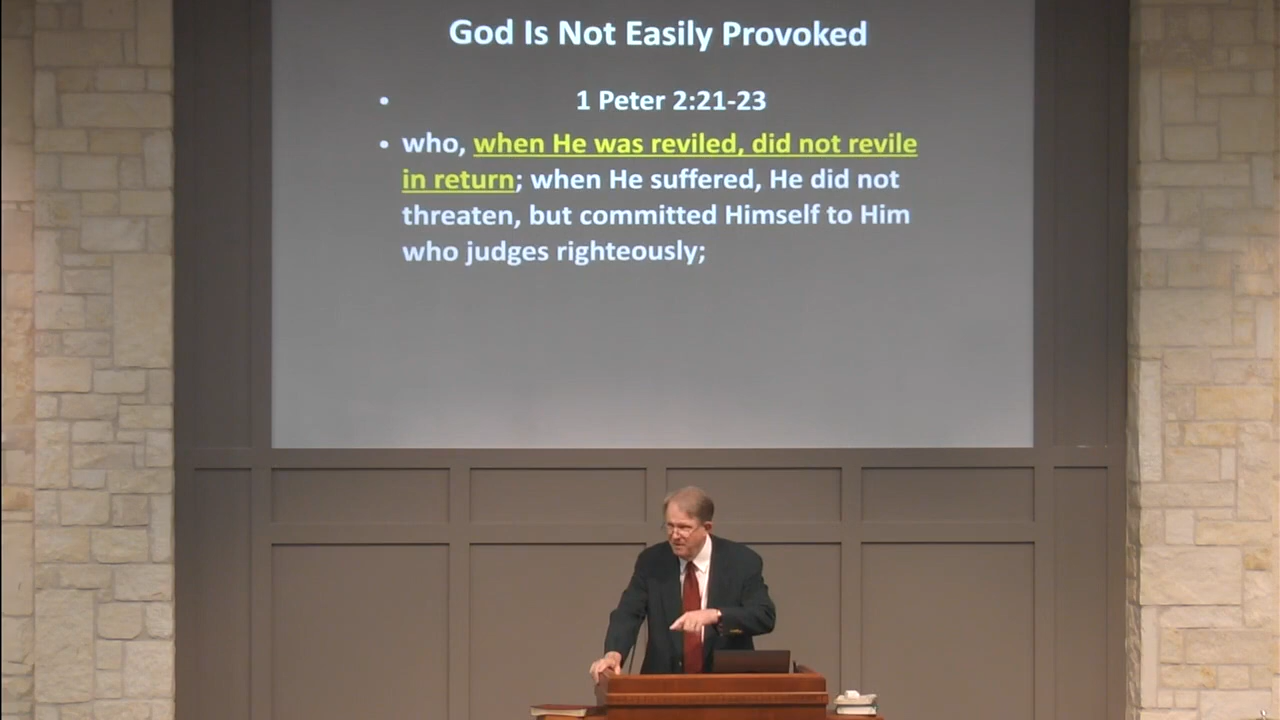 God Is Not Easily Provoked
• 1 Peter 2:21-23
• who, when He was reviled, did not revile
in return; when He suffered, He did not
threaten, but committed Himself to Him
who judges righteously;